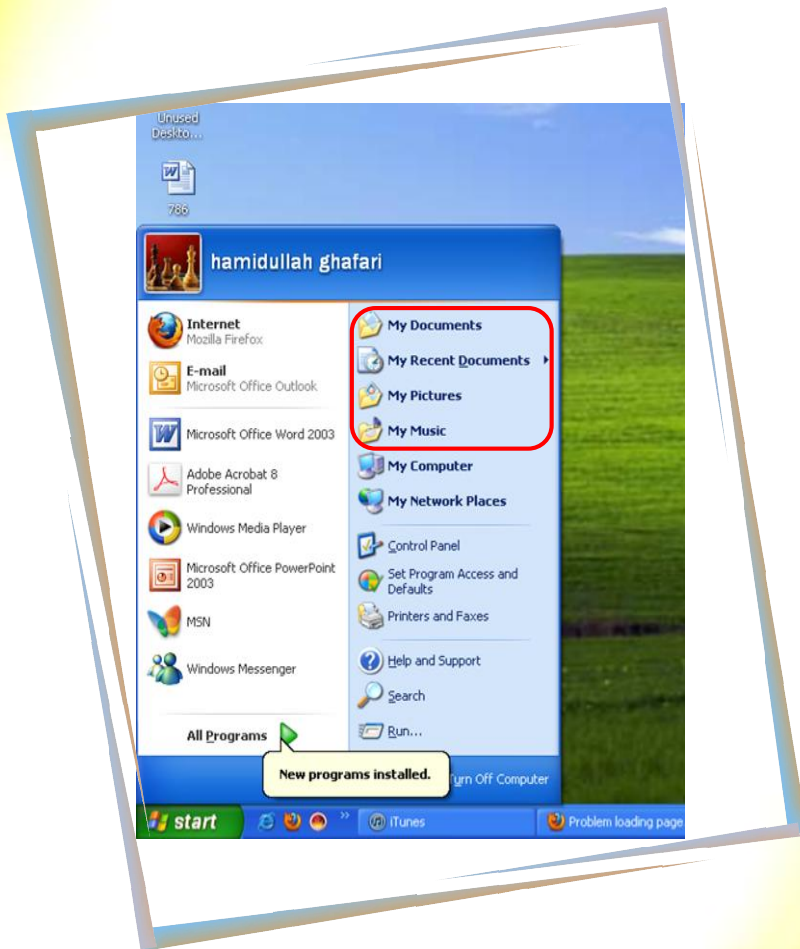 Unused
Deskto...
786
hamidullah ghafari
Internet
Mozilla Firefox
E-mail
Microsoft Office Outlook
Microsoft Office Word 2003
Adobe Acrobat 8
Professional
Windows Media Player
Microsoft Office PowerPoint
2003
MSN
Windows Messenger
All Programs
My Documents
My Recent Documents
My Pictures
My Music
My Computer
My Network Places
Control Panel
Set Program Access and
Defaults
Printers and Faxes
Help and Support
Search
Run...
New programs installed.
Turn Off Computer
start
iTunes
Problem loading page